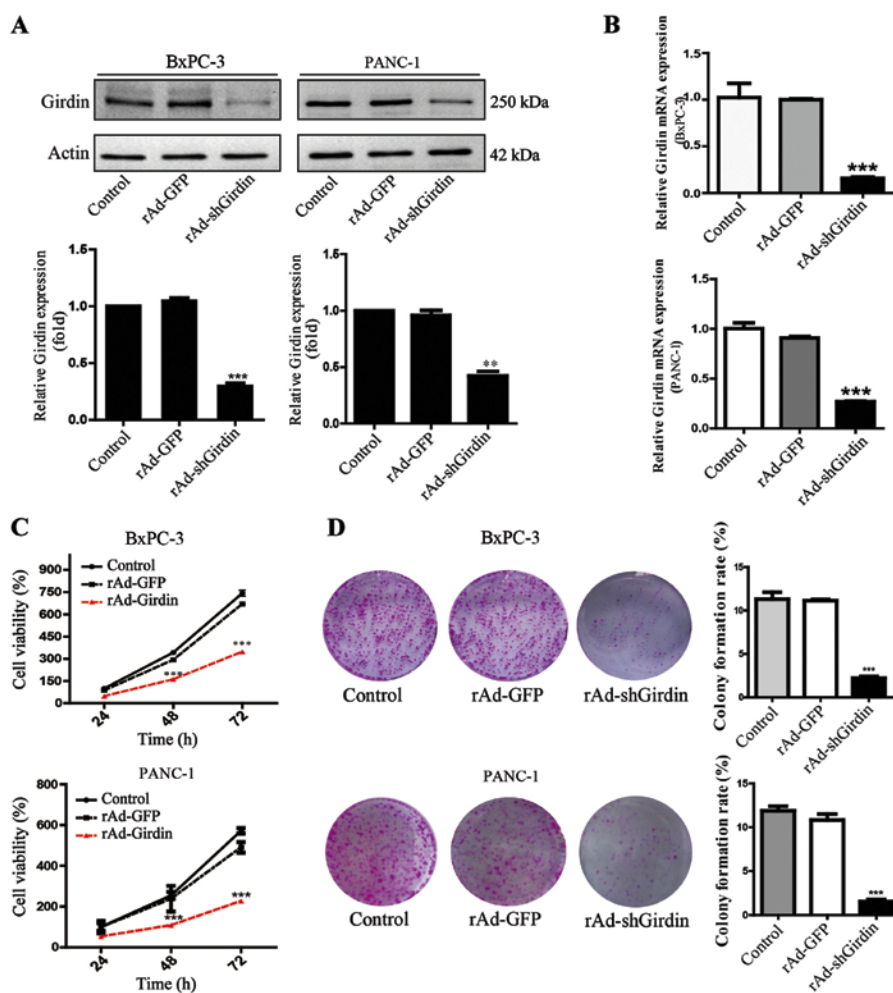 A
BxPC-3
PANC-1
Girdin
250 kDa
Actin
42 kDa
Control
rAd-GFP
rAd-shGirdin
Control
rAd-GFP
rAd-shGirdin
Relative Girdin expression
(fold)
1.5
1.0
0.5
0.0
***
Control
rAd-GFP
rAd-shGirdin
Relative Girdin expression
(fold)
1.5
1.0
0.5
0.0
**
Control
rAd-GFP
rAd-shGirdin
B
Relative Girdin mRNA expression
(BxPC-3)
1.5
1.0
0.5
0.0
***
Control
rAd-GFP
rAd-shGirdin
Relative Girdin mRNA expression
(PANC-1)
1.5
1.0
0.5
0.0
***
Control
rAd-GFP
rAd-shGirdin
C
BxPC-3
Cell viability (%)
900
750
600
450
300
150
0
Control
rAd-GFP
rAd-Girdin
***
***
24
48
72
Time (h)
PANC-1
Cell viability (%)
800
600
400
200
0
Control
rAd-GFP
rAd-Girdin
***
***
24
48
72
Time (h)
D
BxPC-3
Control
rAd-GFP
rAd-shGirdin
Colony formation rate (%)
15
10
5
0
***
Control
rAd-GFP
rAd-shGirdin
PANC-1
Control
rAd-GFP
rAd-shGirdin
Colony formation rate (%)
15
10
5
0
***
Control
rAd-GFP
rAd-shGirdin